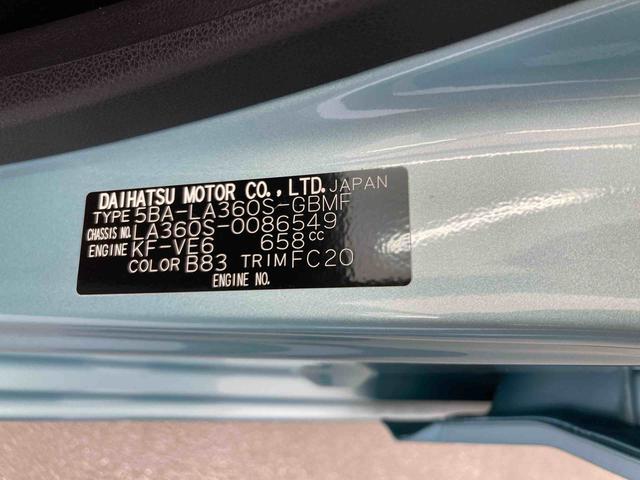 DAIHATSU MOTOR CO., LTD. JAPAN
TYPE 5BA-LA360S-GBMF
CHASSIS NO. LA360S-0086549
ENGINE KF-VE6 658cc
COLOR B83 TRIM FC20
ENGINE NO.